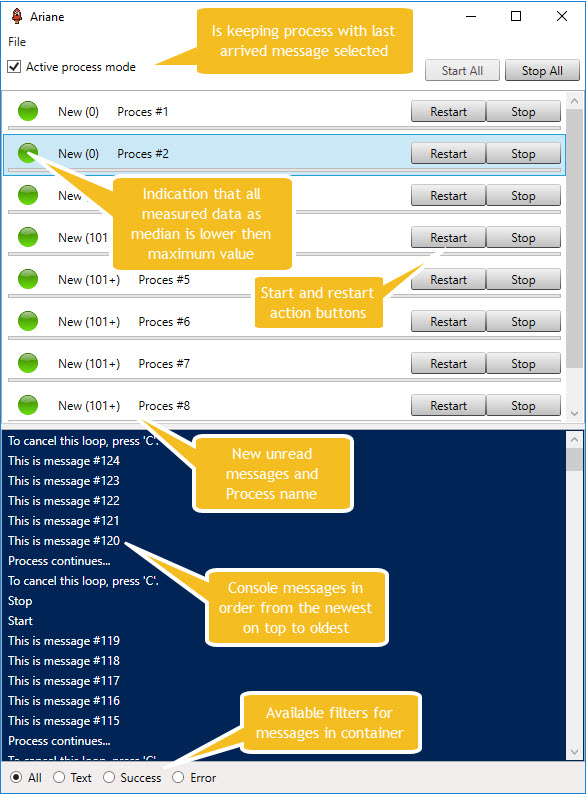 Ariane
Is keeping process with last
arrived message selected
File
Active process mode
Start All
Stop All
New (0) Proces #1 Restart Stop
New (0) Proces #2 Restart Stop
New Restart Stop
Indication that all
measured data as
median is lower then
maximum value
New (101 Restart Stop
New (101+) Proces #5 Restart Stop
Start and restart
action buttons
New (101+) Proces #6 Restart Stop
New (101+) Proces #7 Restart Stop
New (101+) Proces #8 Restart Stop
To cancel this loop, press 'C'.
This is message #124
This is message #123
This is message #122
This is message #121
This is message #120
Process continues...
New unread
messages and
Process name
To cancel this loop, press 'C'.
Stop
Start
This is message #119
This is message #118
This is message #117
This is message #116
This is message #115
Process continues...
To cancel this loop, press 'C'.
Console messages in
order from the newest
on top to oldest
Available filters for
messages in container
All Text Success Error